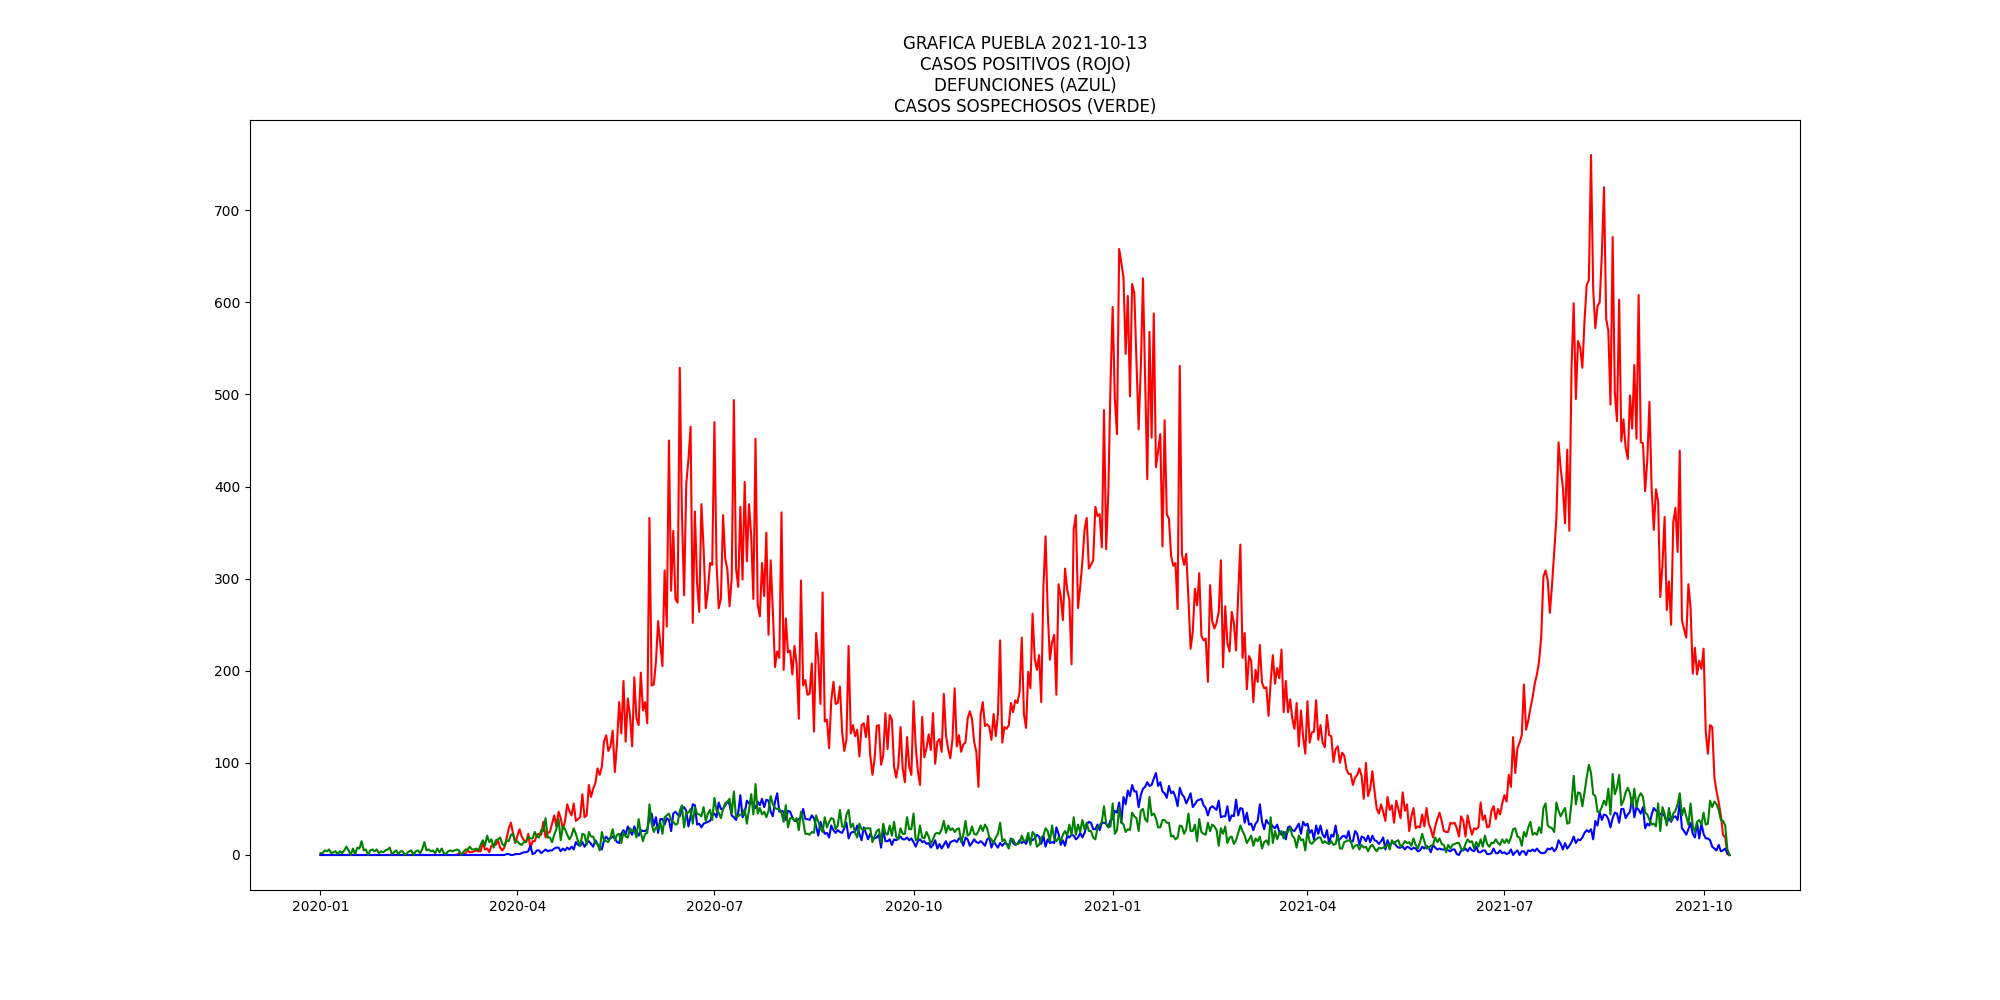 GRAFICA PUEBLA 2021-10-13
CASOS POSITIVOS (ROJO)
DEFUNCIONES (AZUL)
CASOS SOSPECHOSOS (VERDE)
700
600
500
400
300
200
100
0
2020-01 2020-04 2020-07 2020-10 2021-01 2021-04 2021-07 2021-10